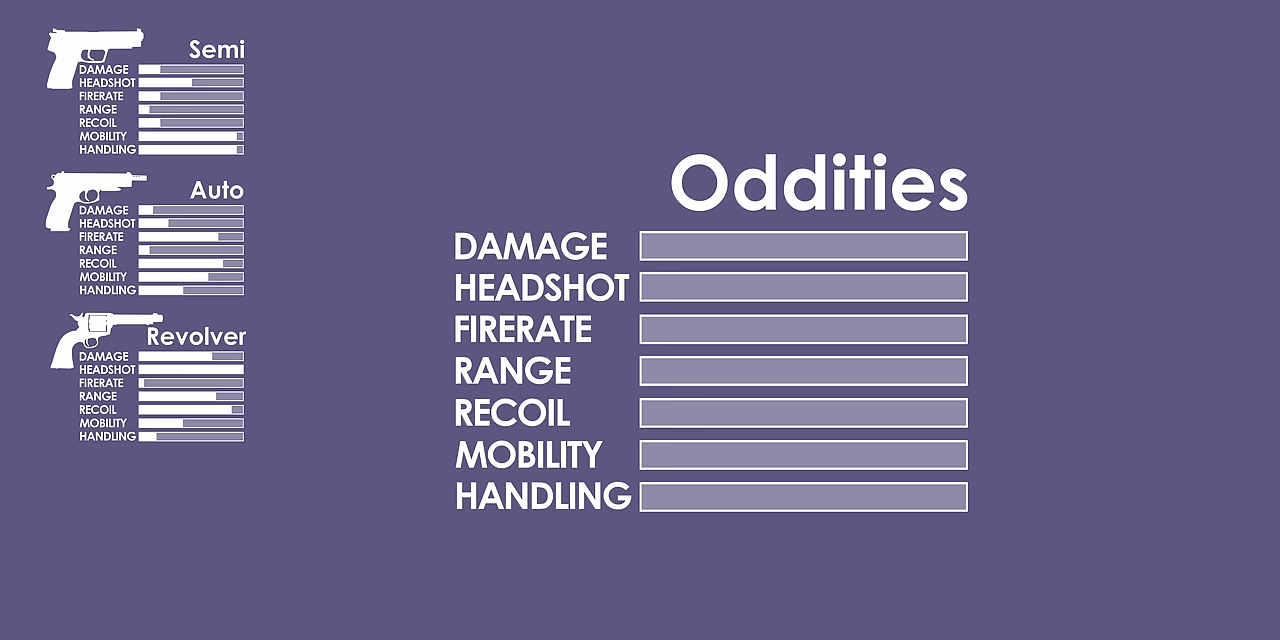 Semi
DAMAGE
HEADSHOT
FIRERATE
RANGE
RECOIL
MOBILITY
HANDLING
Auto
DAMAGE
HEADSHOT
FIRERATE
RANGE
RECOIL
MOBILITY
HANDLING
Revolver
DAMAGE
HEADSHOT
FIRERATE
RANGE
RECOIL
MOBILITY
HANDLING
Oddities
DAMAGE
HEADSHOT
FIRERATE
RANGE
RECOIL
MOBILITY
HANDLING